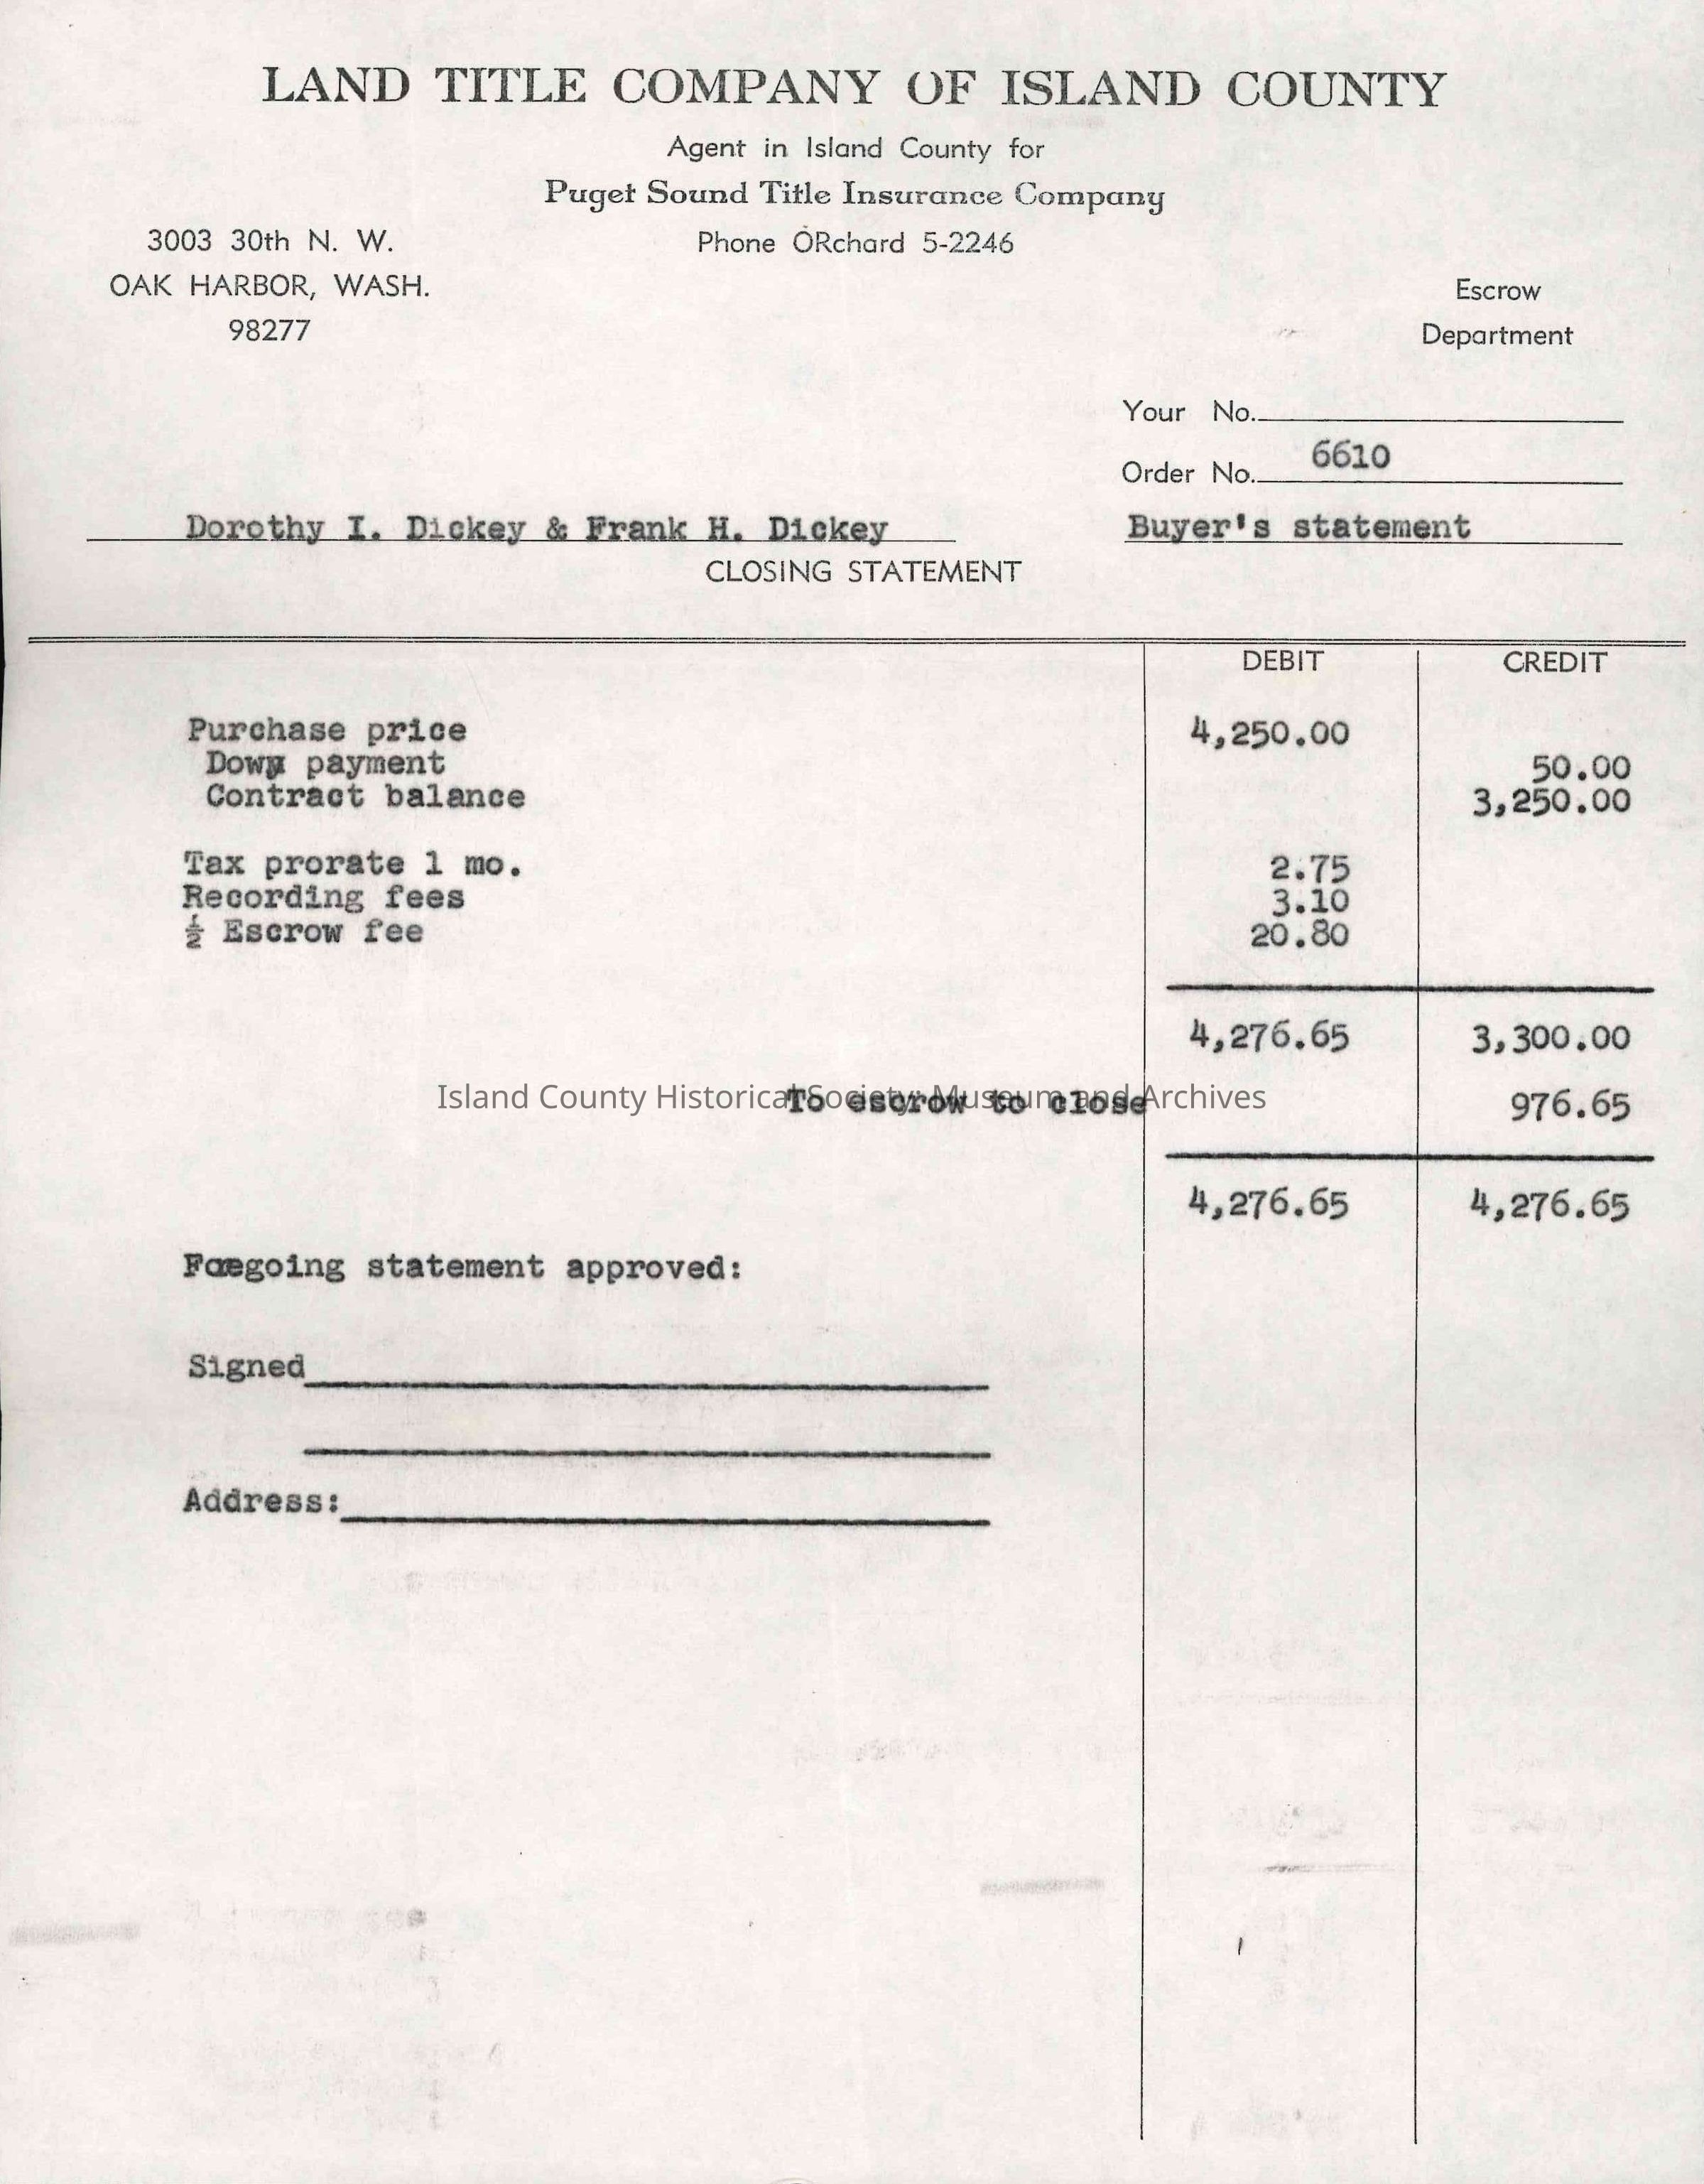 LAND TITLE COMPANY OF ISLAND COUNTY
Agent in Island County for
Puget Sound Title Insurance Company
3003 30th N. W.
Phone ORchard 5-2246
OAK HARBOR, WASH.
98277
Escrow
Department
Your No.
Order No. 6610
Dorothy I. Dickey & Frank H. Dickey
Buyer's statement
CLOSING STATEMENT
DEBIT CREDIT
Purchase price 4,250.00
Down payment 50.00
Contract balance 3,250.00
Tax prorate 1 mo. 2.75
Recording fees 3.10
½ Escrow fee 20.80
4,276.65 3,300.00
Island County Historical Society: Museum and Archives
To escrow to close 976.65
4,276.65 4,276.65
Foregoing statement approved:
Signed
Address: